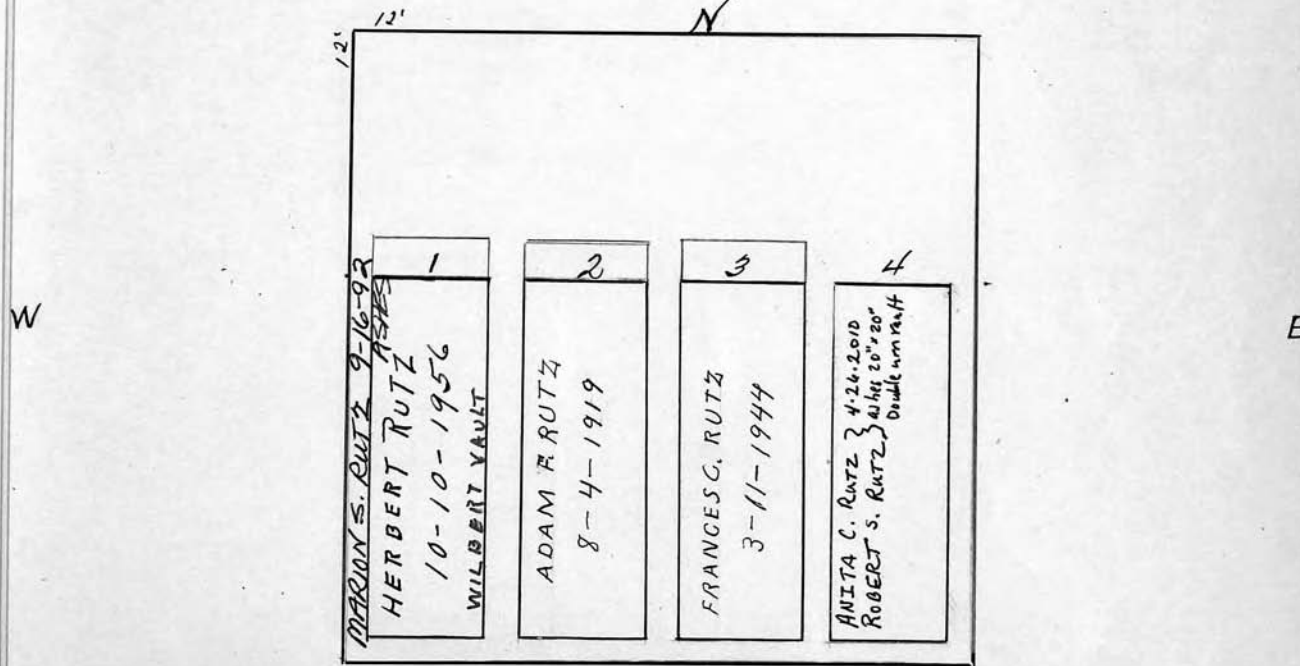 12'
12'
N
W
E
1
MARION S. RUTZ 9-16-92
ASHES
HERBERT RUTZ
10-10-1956
WILBERT VAULT
2
ADAM F. RUTZ
8-4-1919
3
FRANCES C. RUTZ
3-11-1944
4
ANITA C. RUTZ } 4-26-2010
ROBERT S. RUTZ } ashes 20"x20"
Double urn vault